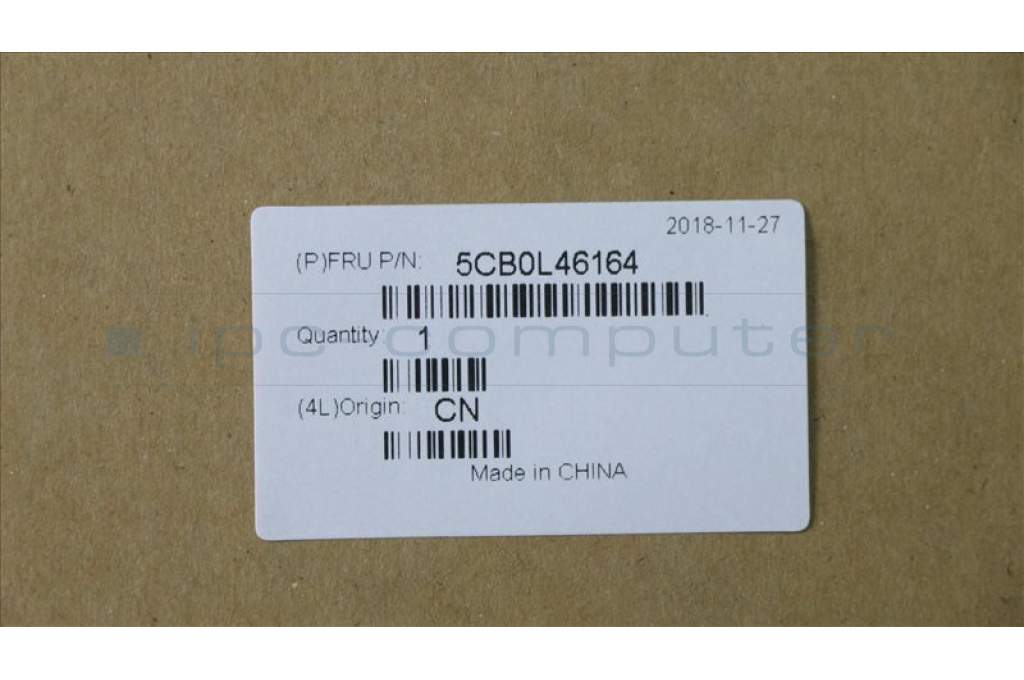 2018-11-27
(P)FRU P/N: 5CB0L46164
Quantity 1
ipc computer
(4L)Origin: CN
Made in CHINA